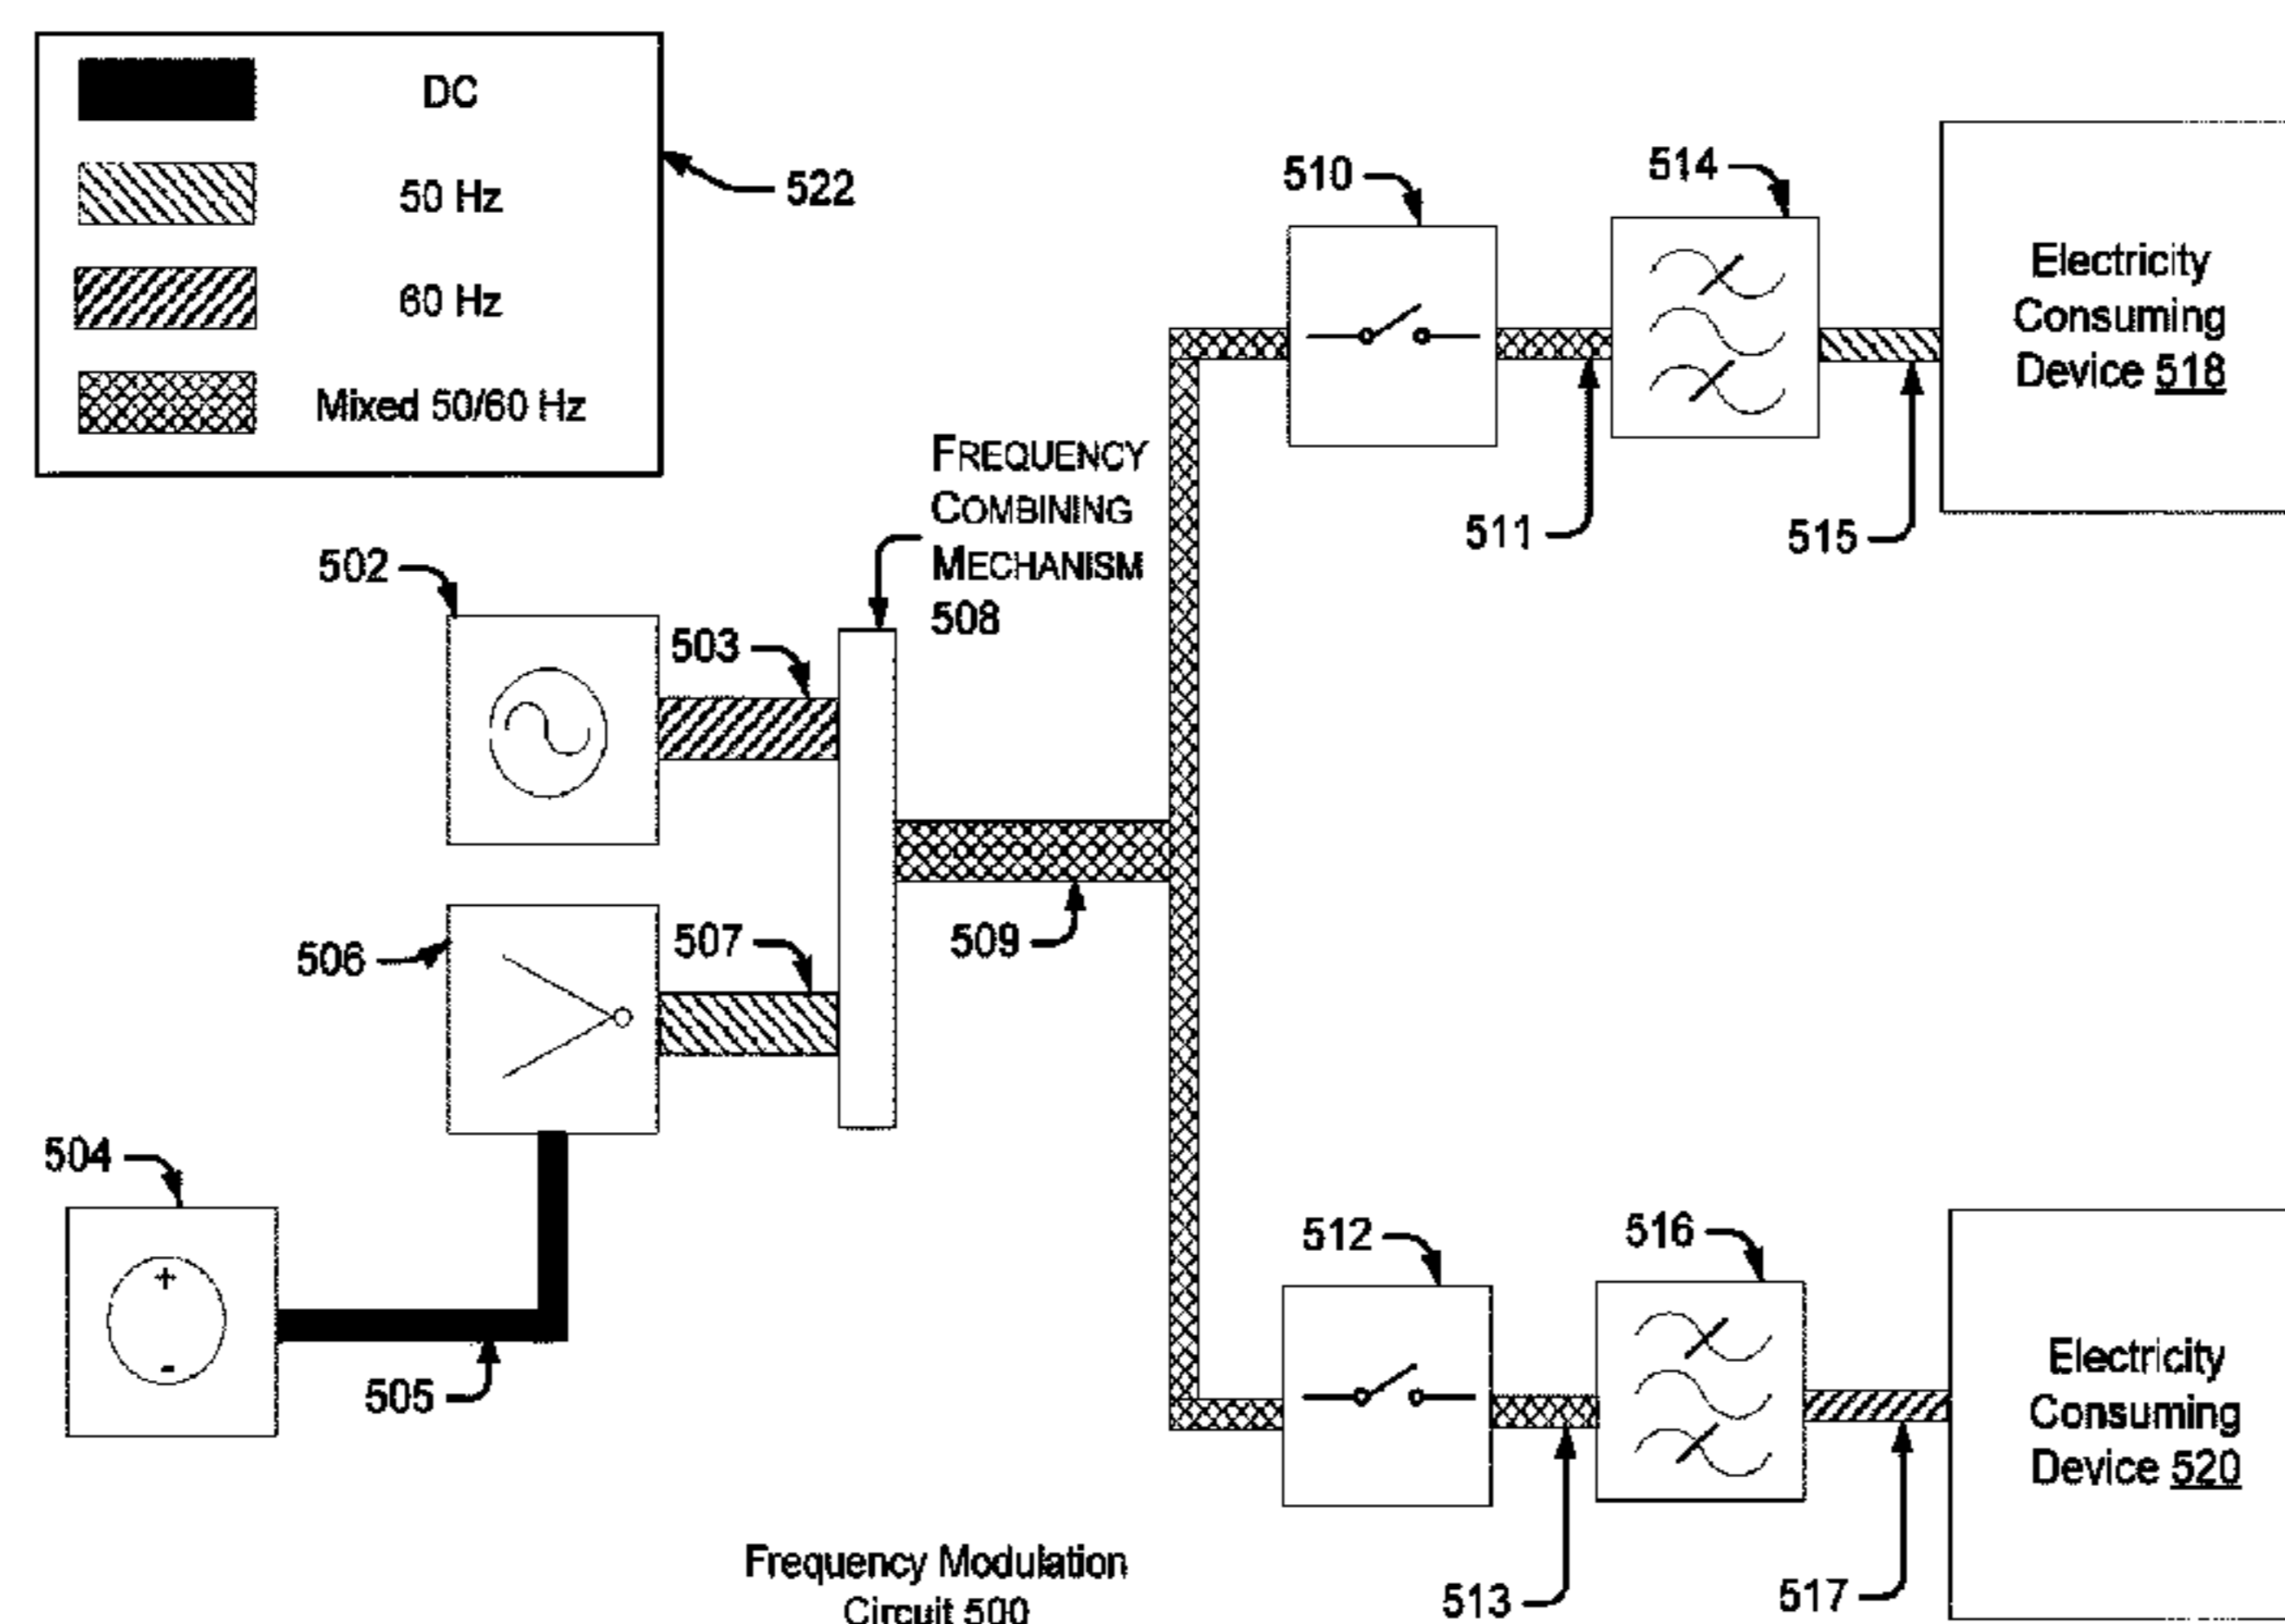 DC
50 Hz
60 Hz
Mixed 50/60 Hz
522
510
514
Electricity
Consuming
Device 518
511
515
FREQUENCY
COMBINING
MECHANISM
508
502
503
506
507
509
504
505
512
516
Electricity
Consuming
Device 520
513
517
Frequency Modulation
Circuit 500
+
-